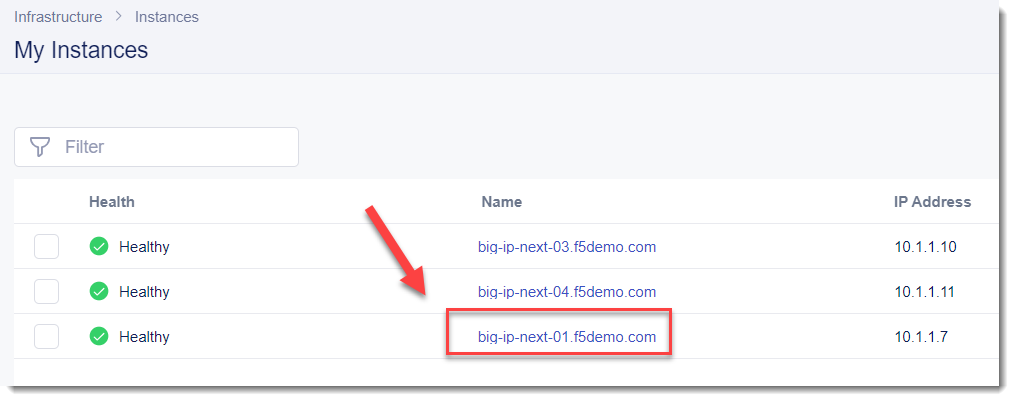 Infrastructure > Instances
My Instances
Filter
Health Name IP Address
Healthy big-ip-next-03.f5demo.com 10.1.1.10
Healthy big-ip-next-04.f5demo.com 10.1.1.11
Healthy big-ip-next-01.f5demo.com 10.1.1.7